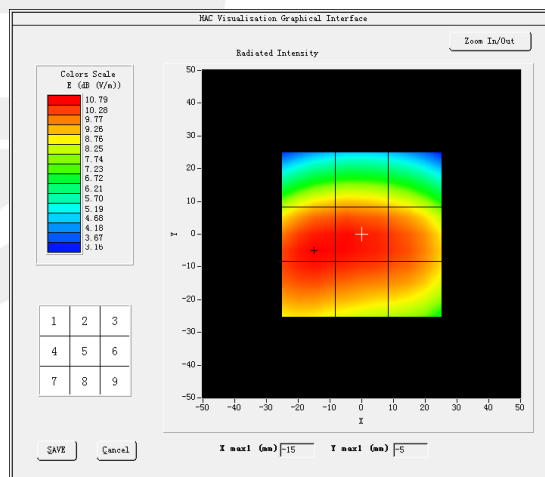 HAC Visualisation Graphical Interface
Zoom In/Out
Radiated Intensity
Colors Scale
E (dB (V/m))
10.79
10.28
9.77
9.26
8.76
8.25
7.74
7.23
6.72
6.21
5.70
5.19
4.68
4.18
3.67
3.16
50
40
30
20
10
0
-10
-20
-30
-40
-50
Y
-50 -40 -30 -20 -10 0 10 20 30 40 50
X
1 2 3
4 5 6
7 8 9
SAVE Cancel
X max1 (mm) -15 Y max1 (mm) -5